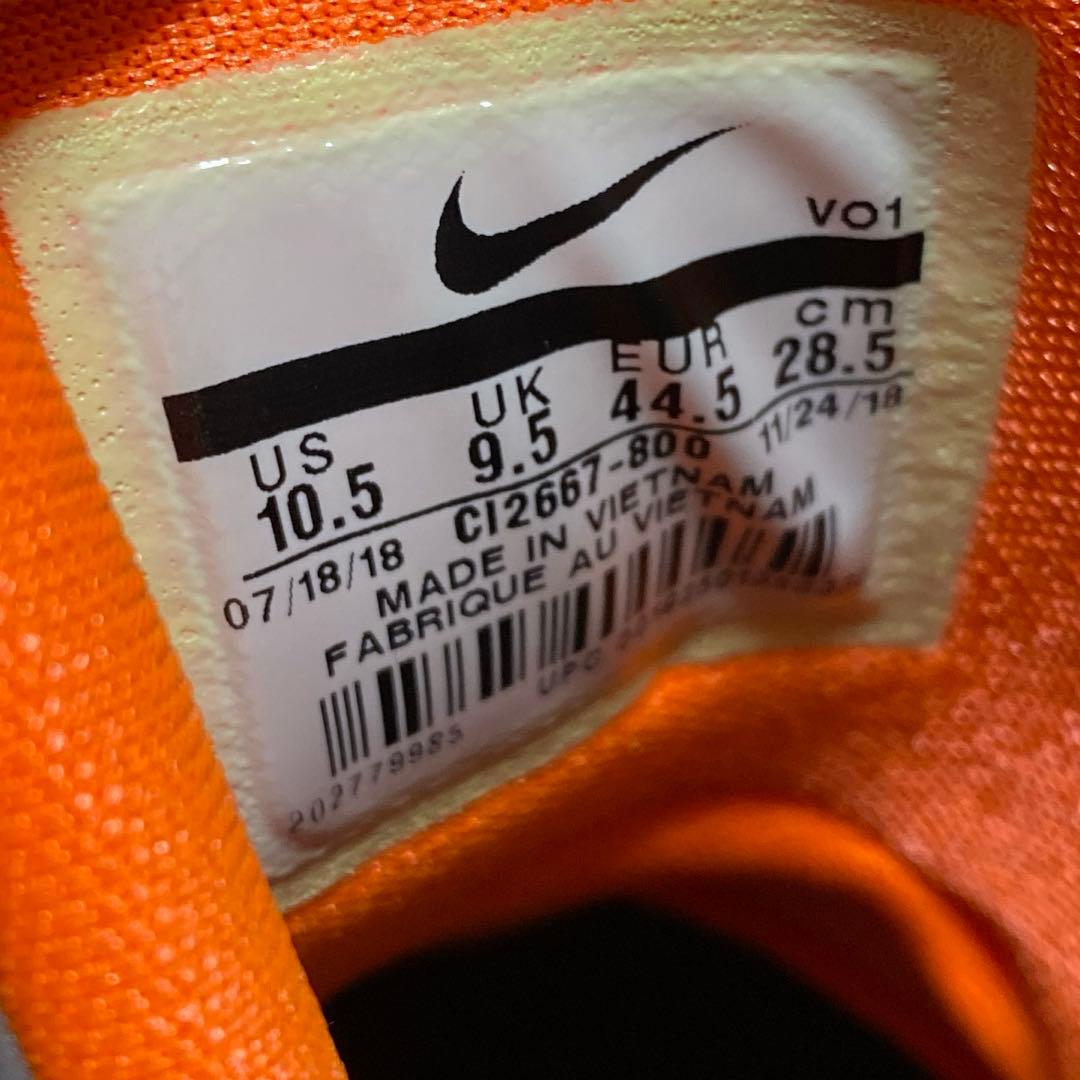 VO1
US UK EUR cm
10.5 9.5 44.5 28.5
07/18/18 CI2667-800 11/24/18
MADE IN VIETNAM
FABRIQUE AU VIETNAM
UPC
202779985